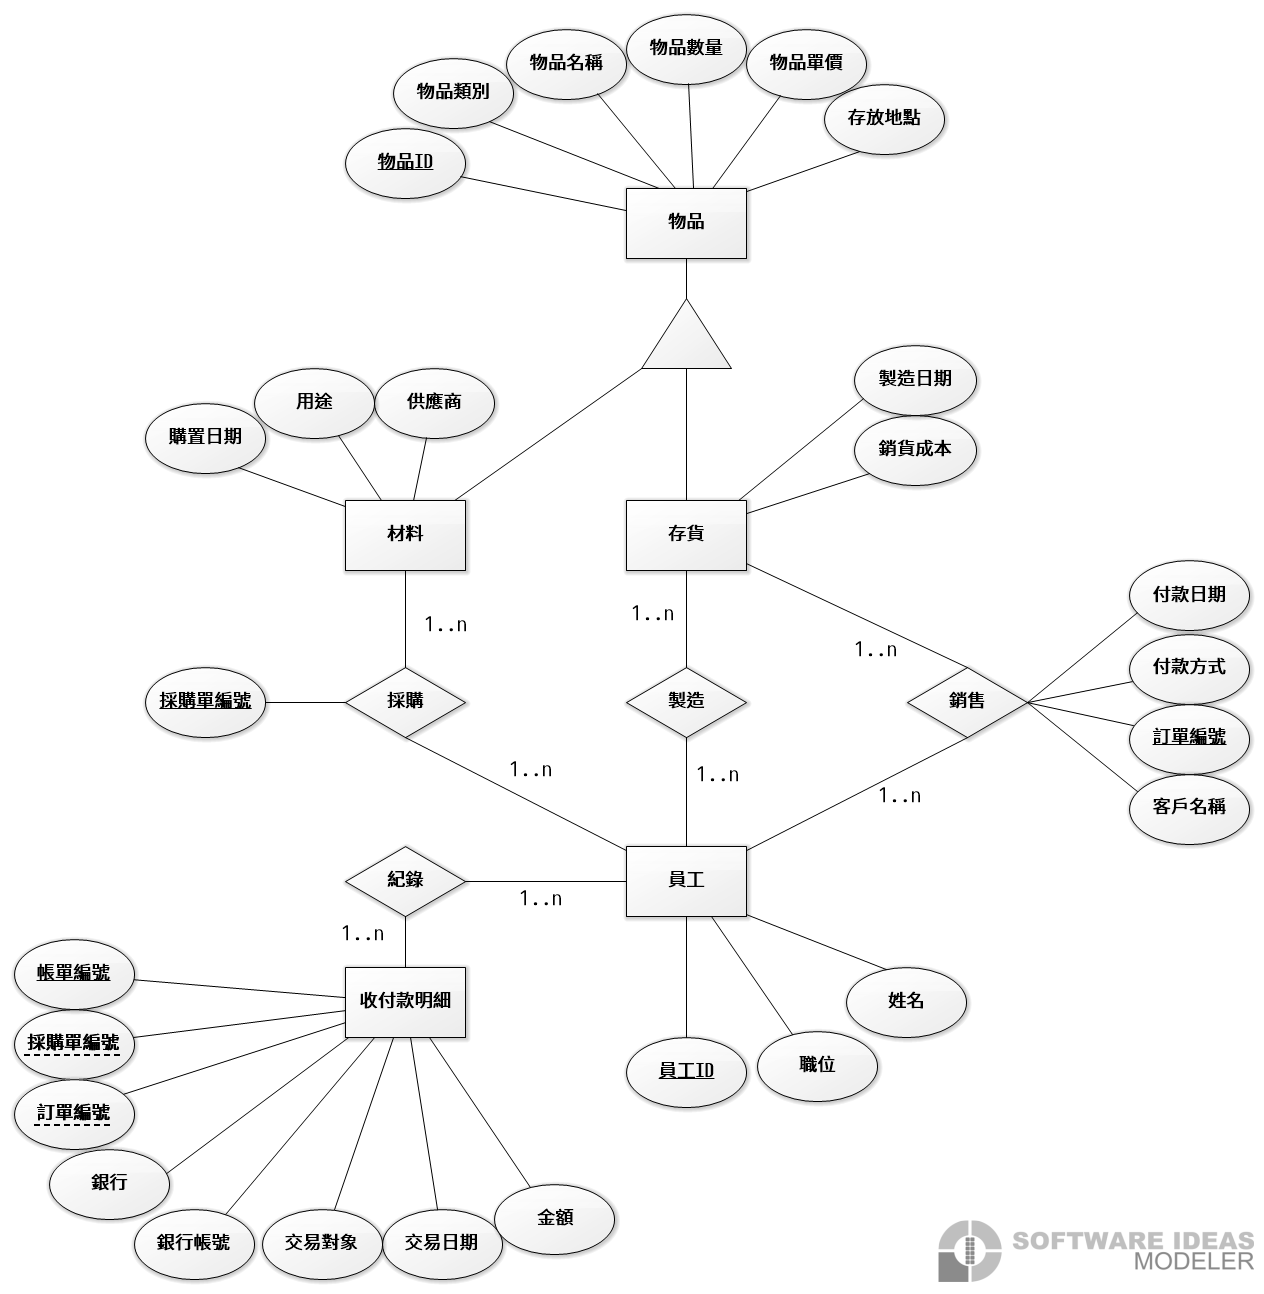 物品數量
物品名稱
物品單價
物品類別
存放地點
物品ID
物品
製造日期
用途
供應商
購置日期
銷貨成本
材料
存貨
付款日期
1..n
1..n
1..n
付款方式
採購單編號
採購
製造
銷售
訂單編號
1..n
1..n
1..n
客戶名稱
紀錄
員工
1..n
1..n
帳單編號
收付款明細
姓名
採購單編號
員工ID
職位
訂單編號
銀行
銀行帳號
交易對象
交易日期
金額
SOFTWARE IDEAS
MODELER